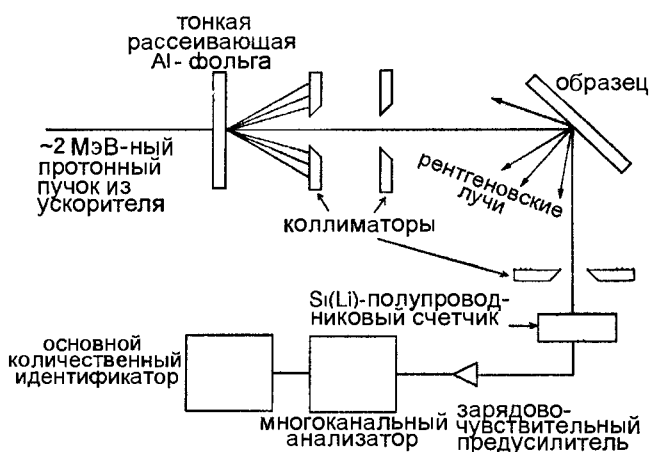 тонкая
рассеивающая
Al- фольга
образец
~2 МэВ-ный
протонный
пучок из
ускорителя
рентгеновские
лучи
коллиматоры
Si(Li)-полупровод-
никовый счетчик
основной
количественный
идентификатор
многоканальный
анализатор
зарядово-
чувствительный
предусилитель